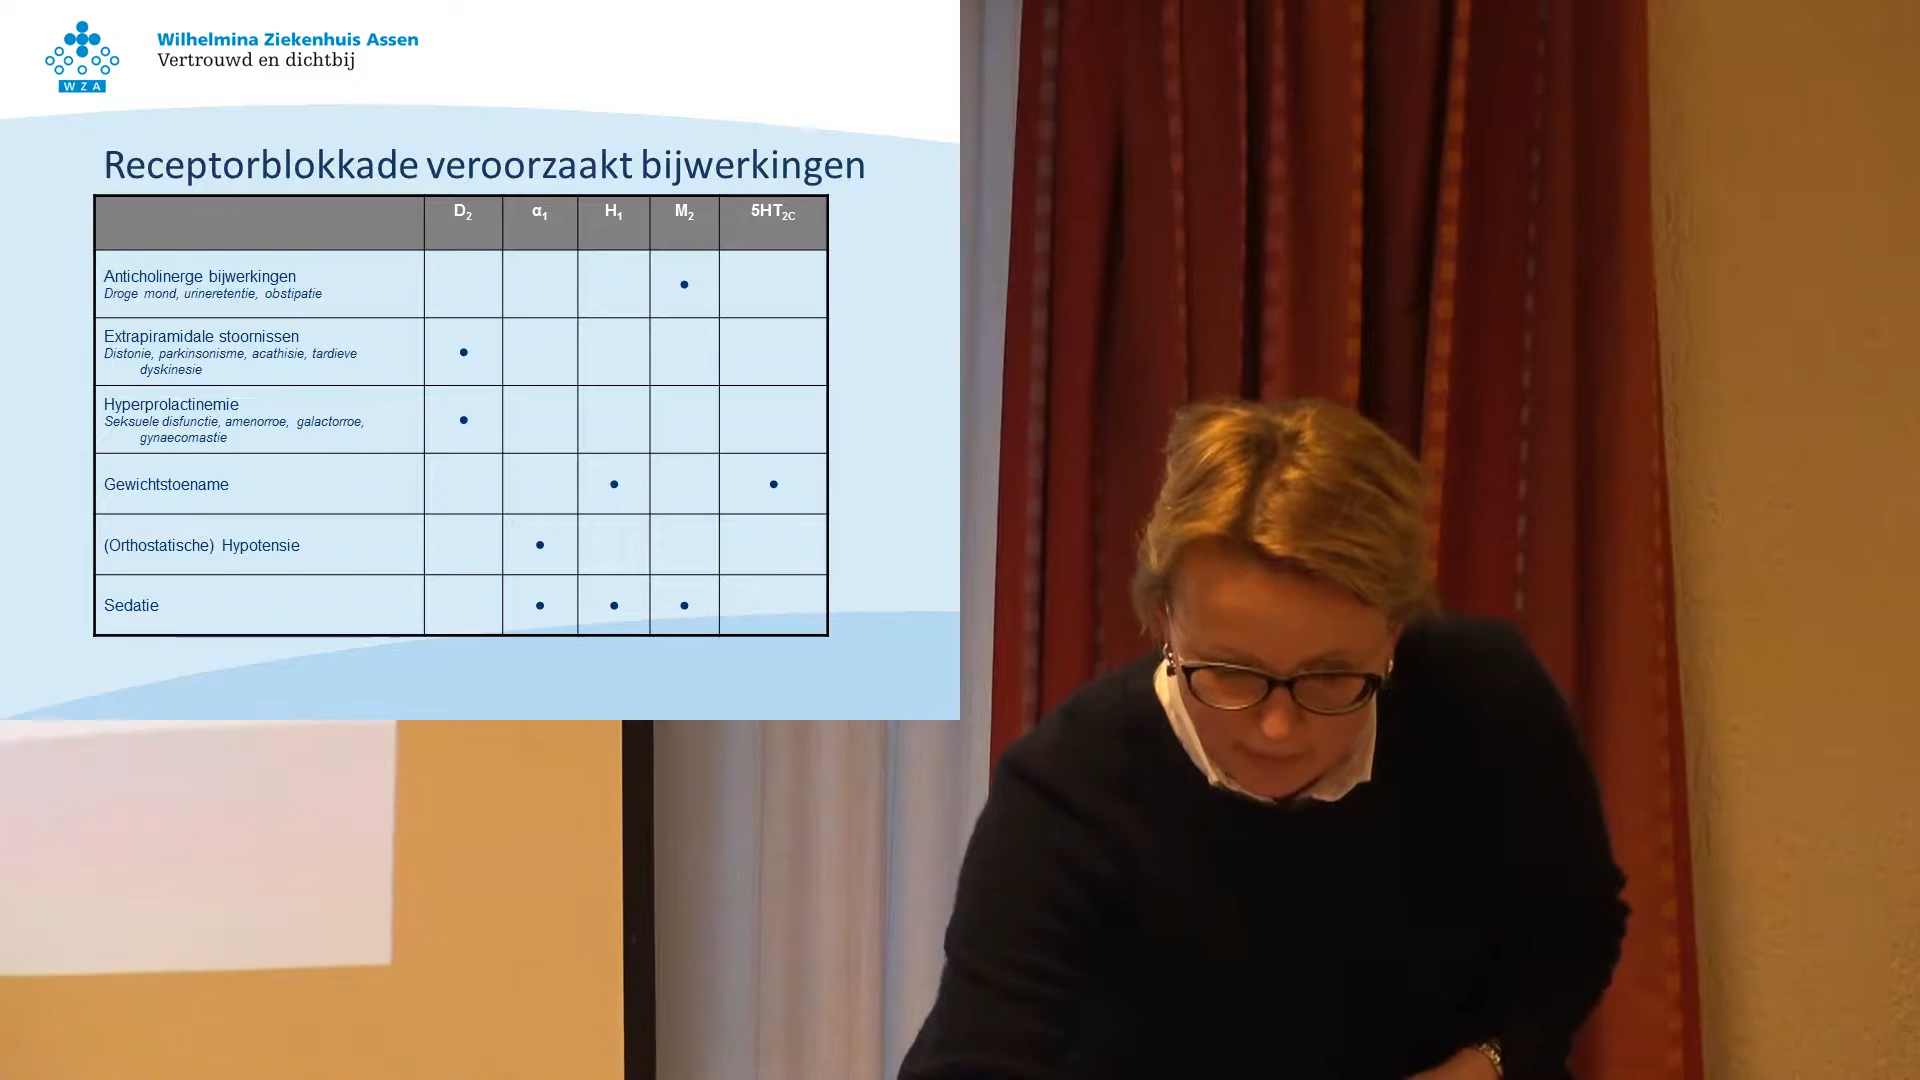 Wilhelmina Ziekenhuis Assen
Vertrouwd en dichtbij
W Z A
Receptorblokkade veroorzaakt bijwerkingen
D₂ α₁ H₁ M₂ 5HT₂C
Anticholinerge bijwerkingen •
Droge mond, urineretentie, obstipatie
Extrapiramidale stoornissen •
Distonie, parkinsonisme, acathisie, tardieve
dyskinesie
Hyperprolactinemie •
Seksuele disfunctie, amenorroe, galactorroe,
gynaecomastie
Gewichtstoename • •
(Orthostatische) Hypotensie •
Sedatie • • •